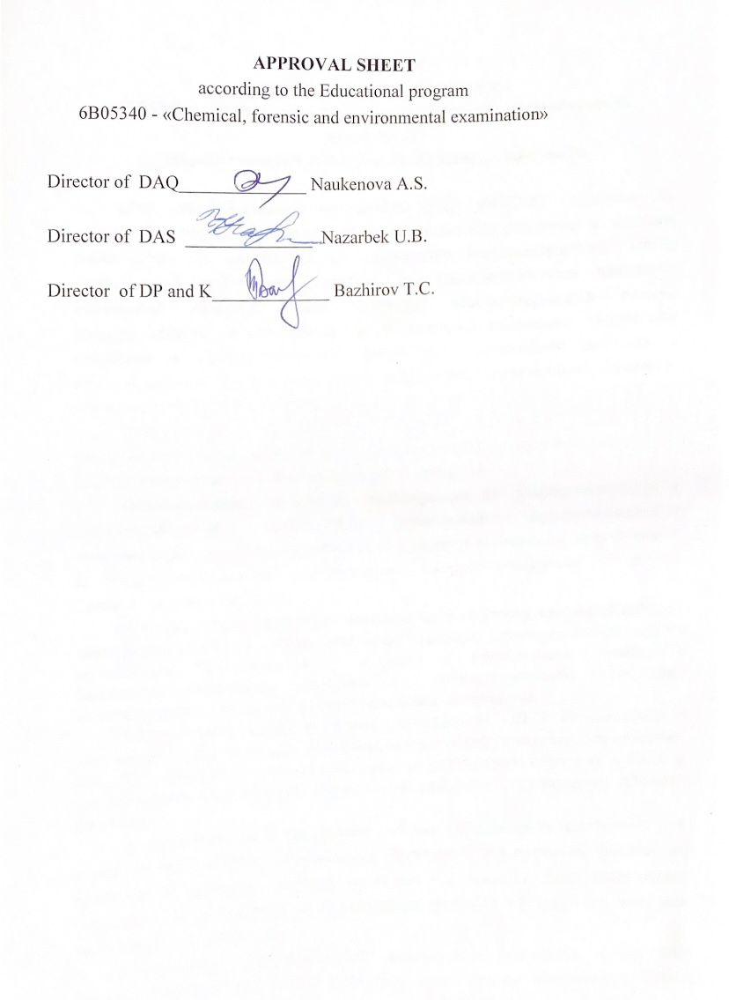 APPROVAL SHEET
according to the Educational program
6B05340 - «Chemical, forensic and environmental examination»
Director of DAQ Naukenova A.S.
Director of DAS Nazarbek U.B.
Director of DP and K Bazhirov T.C.